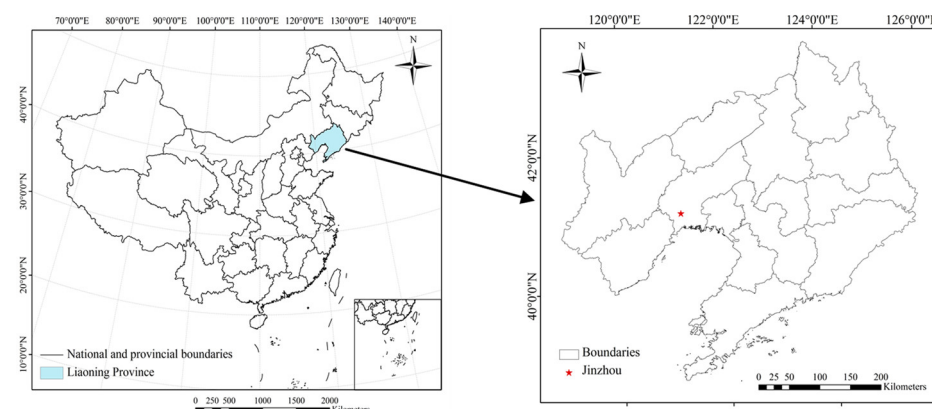 70°0'0"E 80°0'0"E 90°0'0"E 100°0'0"E 110°0'0"E 120°0'0"E 130°0'0"E 140°0'0"E
N
40°0'0"N
30°0'0"N
20°0'0"N
10°0'0"N
National and provincial boundaries
Liaoning Province
0 250 500 1000 1500 2000
Kilometers
120°0'0"E 122°0'0"E 124°0'0"E 126°0'0"E
N
42°0'0"N
40°0'0"N
Boundaries
Jinzhou
0 25 50 100 150 200
Kilometers